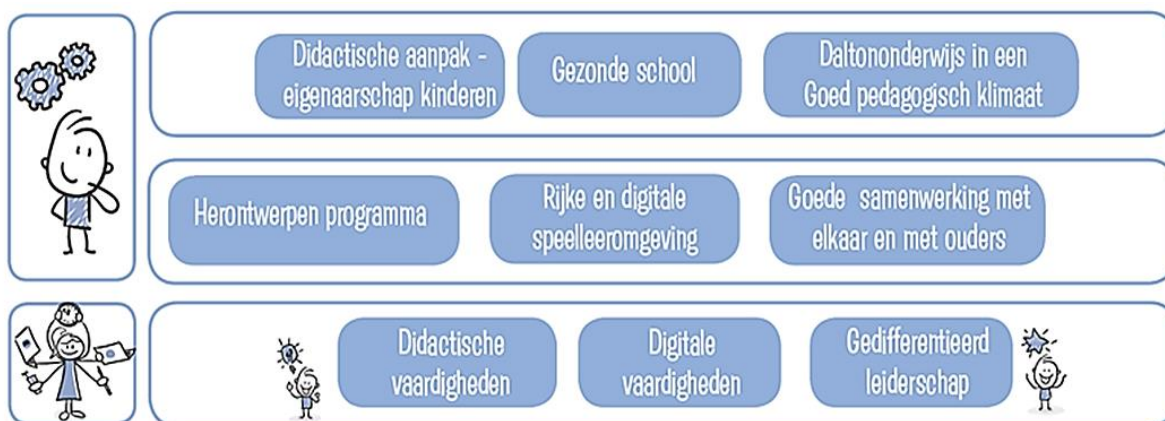 Didactische aanpak -
eigenaarschap kinderen
Gezonde school
Daltononderwijs in een
Goed pedagogisch klimaat
Herontwerpen programma
Rijke en digitale
speelleeromgeving
Goede samenwerking met
elkaar en met ouders
Didactische
vaardigheden
Digitale
vaardigheden
Gedifferentieerd
leiderschap